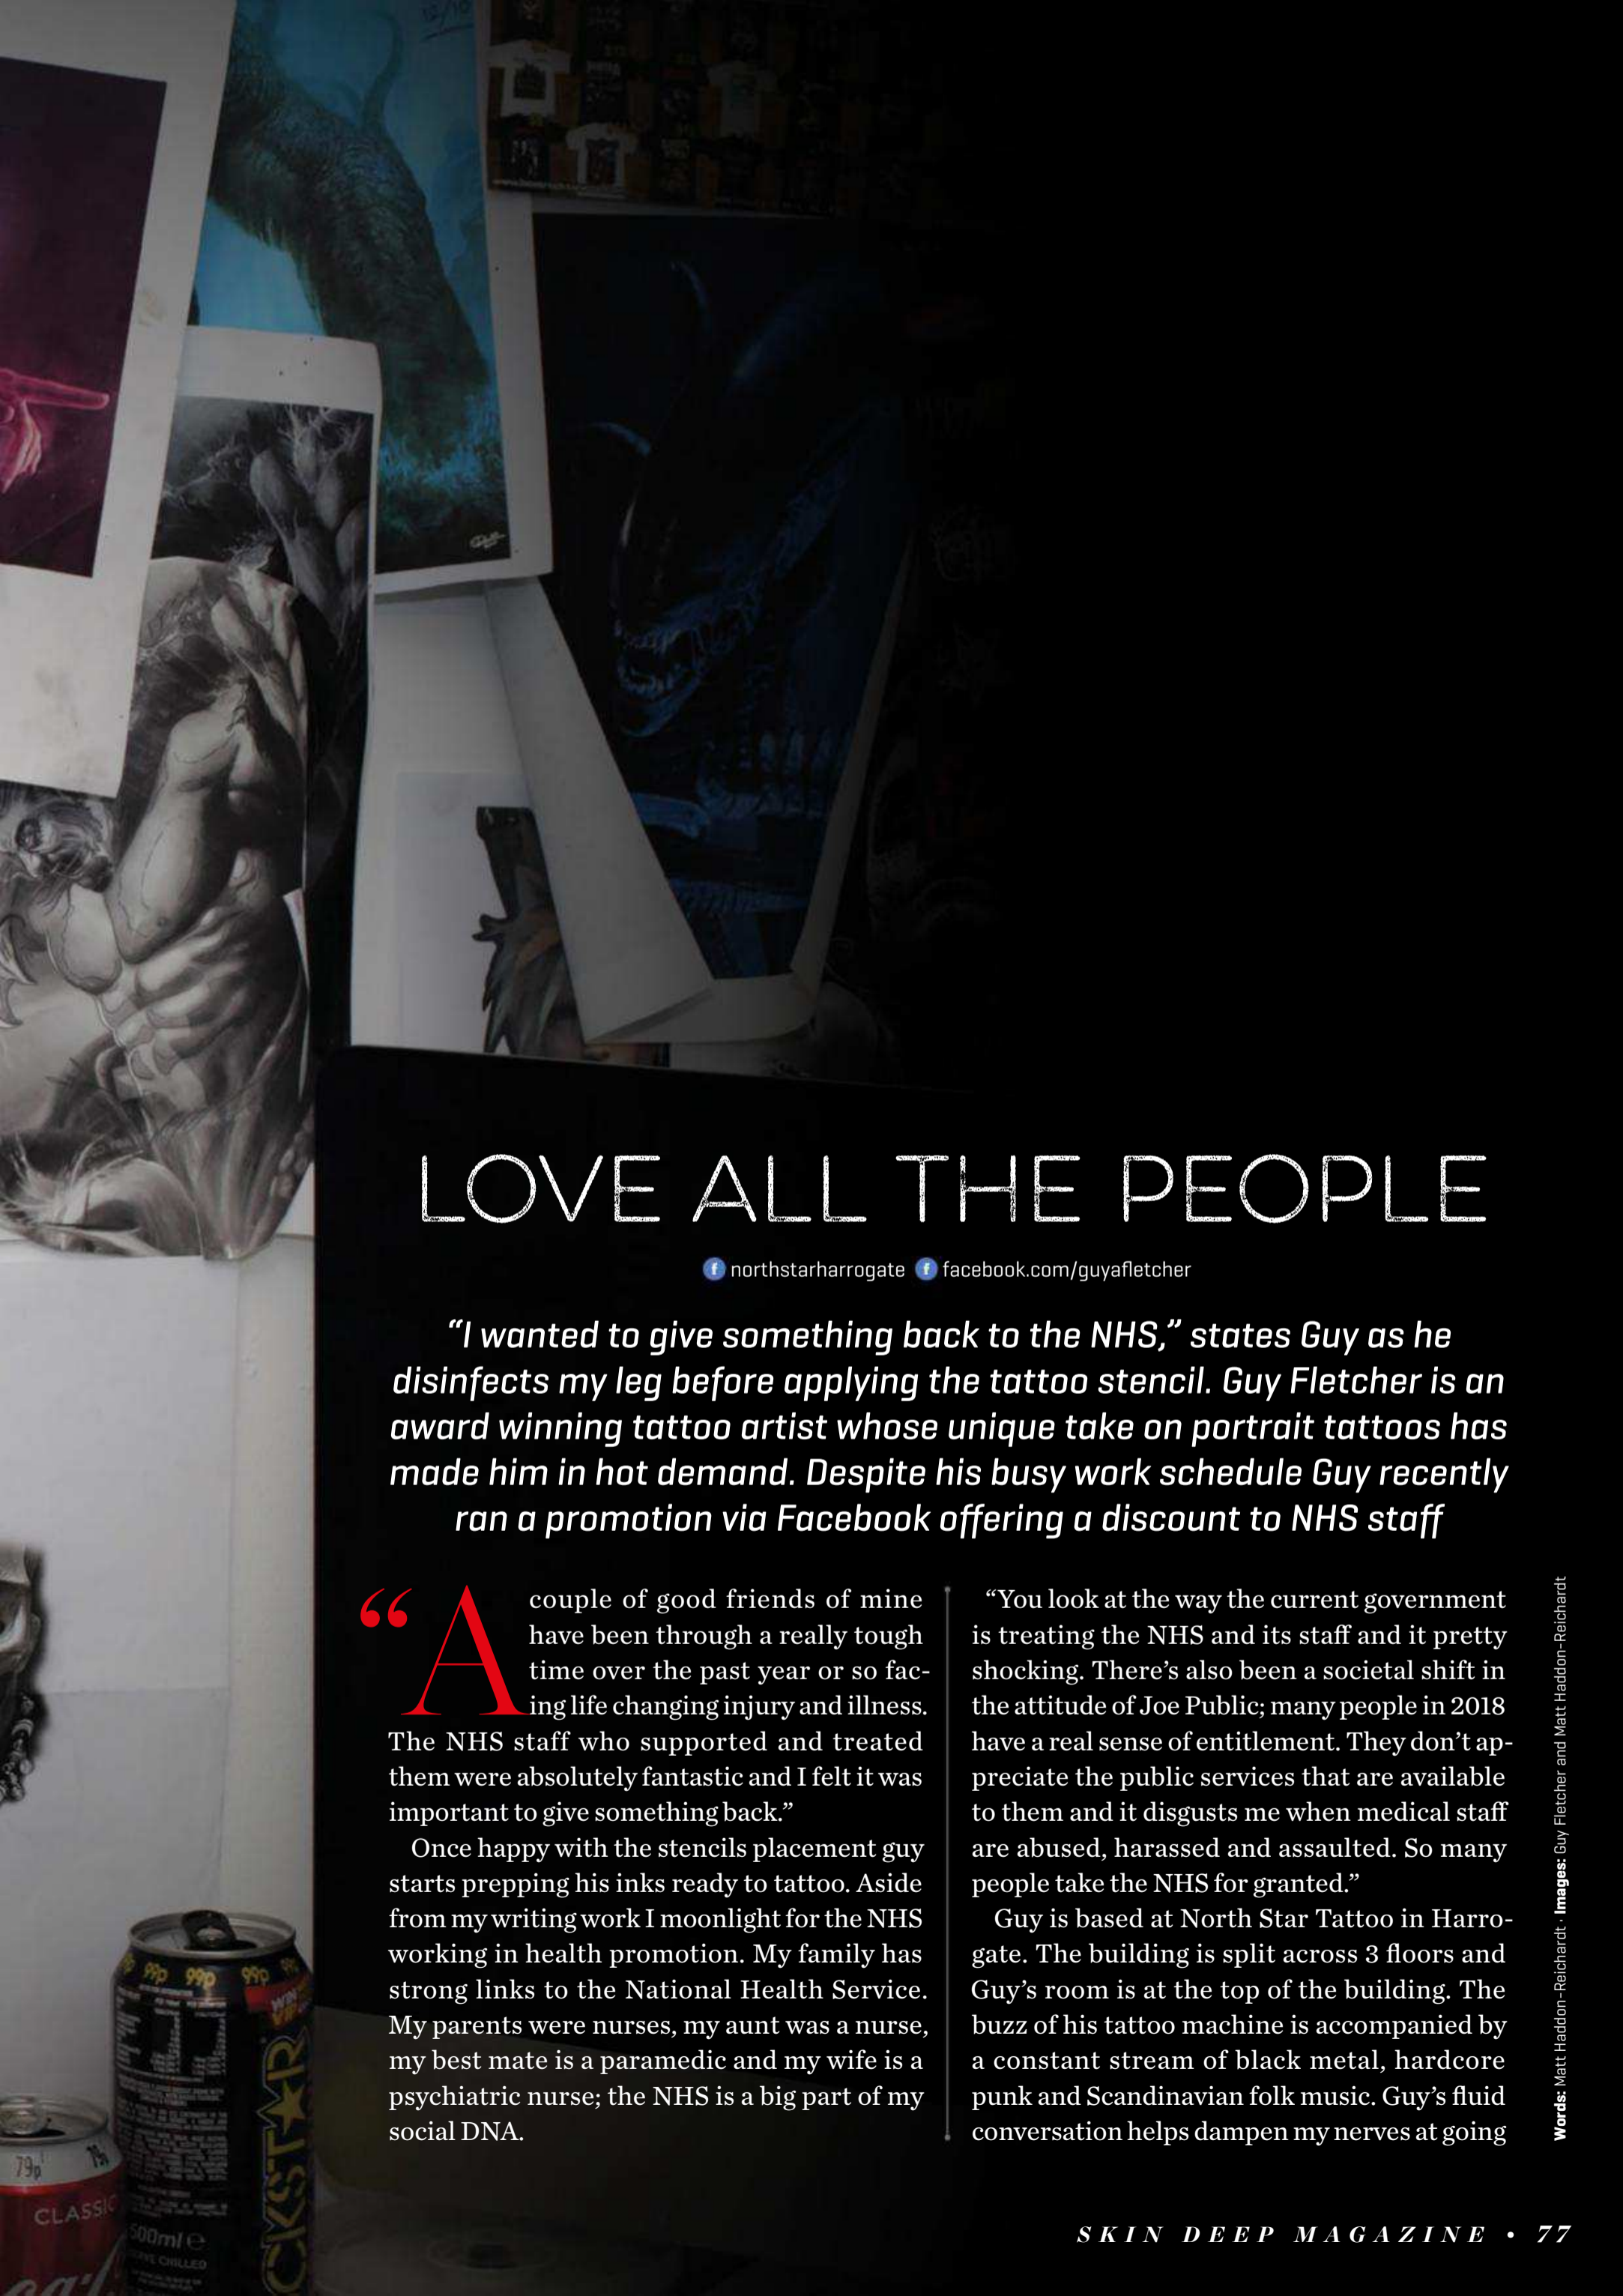 12/10
LOVE ALL THE PEOPLE
f northstarharrogate f facebook.com/guyafletcher
“I wanted to give something back to the NHS,” states Guy as he
disinfects my leg before applying the tattoo stencil. Guy Fletcher is an
award winning tattoo artist whose unique take on portrait tattoos has
made him in hot demand. Despite his busy work schedule Guy recently
ran a promotion via Facebook offering a discount to NHS staff
“A couple of good friends of mine
have been through a really tough
time over the past year or so fac-
ing life changing injury and illness.
The NHS staff who supported and treated
them were absolutely fantastic and I felt it was
important to give something back.”
Once happy with the stencils placement guy
starts prepping his inks ready to tattoo. Aside
from my writing work I moonlight for the NHS
working in health promotion. My family has
strong links to the National Health Service.
My parents were nurses, my aunt was a nurse,
my best mate is a paramedic and my wife is a
psychiatric nurse; the NHS is a big part of my
social DNA.
“You look at the way the current government
is treating the NHS and its staff and it pretty
shocking. There’s also been a societal shift in
the attitude of Joe Public; many people in 2018
have a real sense of entitlement. They don’t ap-
preciate the public services that are available
to them and it disgusts me when medical staff
are abused, harassed and assaulted. So many
people take the NHS for granted.”
Guy is based at North Star Tattoo in Harro-
gate. The building is split across 3 floors and
Guy’s room is at the top of the building. The
buzz of his tattoo machine is accompanied by
a constant stream of black metal, hardcore
punk and Scandinavian folk music. Guy’s fluid
conversation helps dampen my nerves at going
Words: Matt Haddon-Reichardt · Images: Guy Fletcher and Matt Haddon-Reichardt
99p 99p 99p
WIN
CKSTAR
500ml e
CHILLED
79p
CLASSIC
SKIN DEEP MAGAZINE • 77